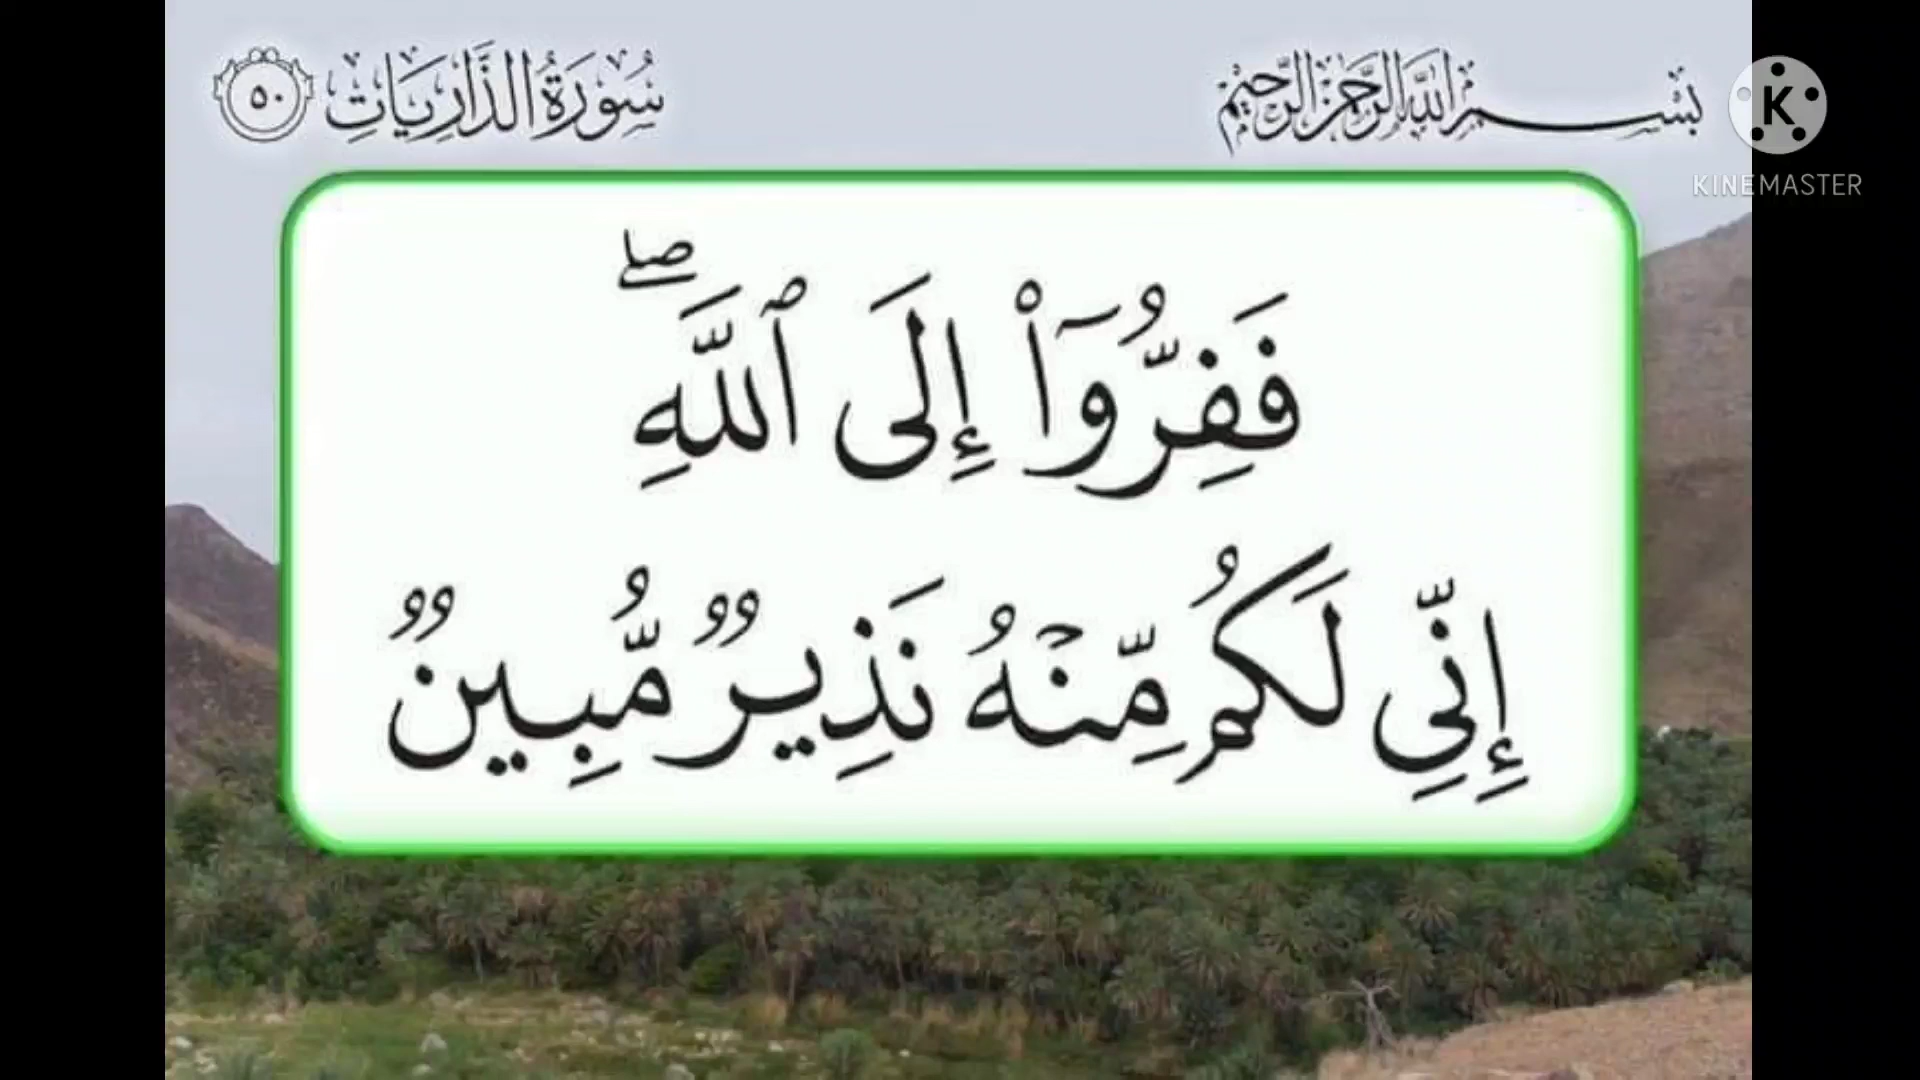 بِسْمِ اللَّهِ الرَّحْمَٰنِ الرَّحِيمِ
سُورَةُ الذَّارِيَاتِ ٥٠
K
KINEMASTER
فَفِرُّوٓا۟ إِلَى ٱللَّهِ ۖ
إِنِّى لَكُم مِّنْهُ نَذِيرٌ مُّبِينٌ